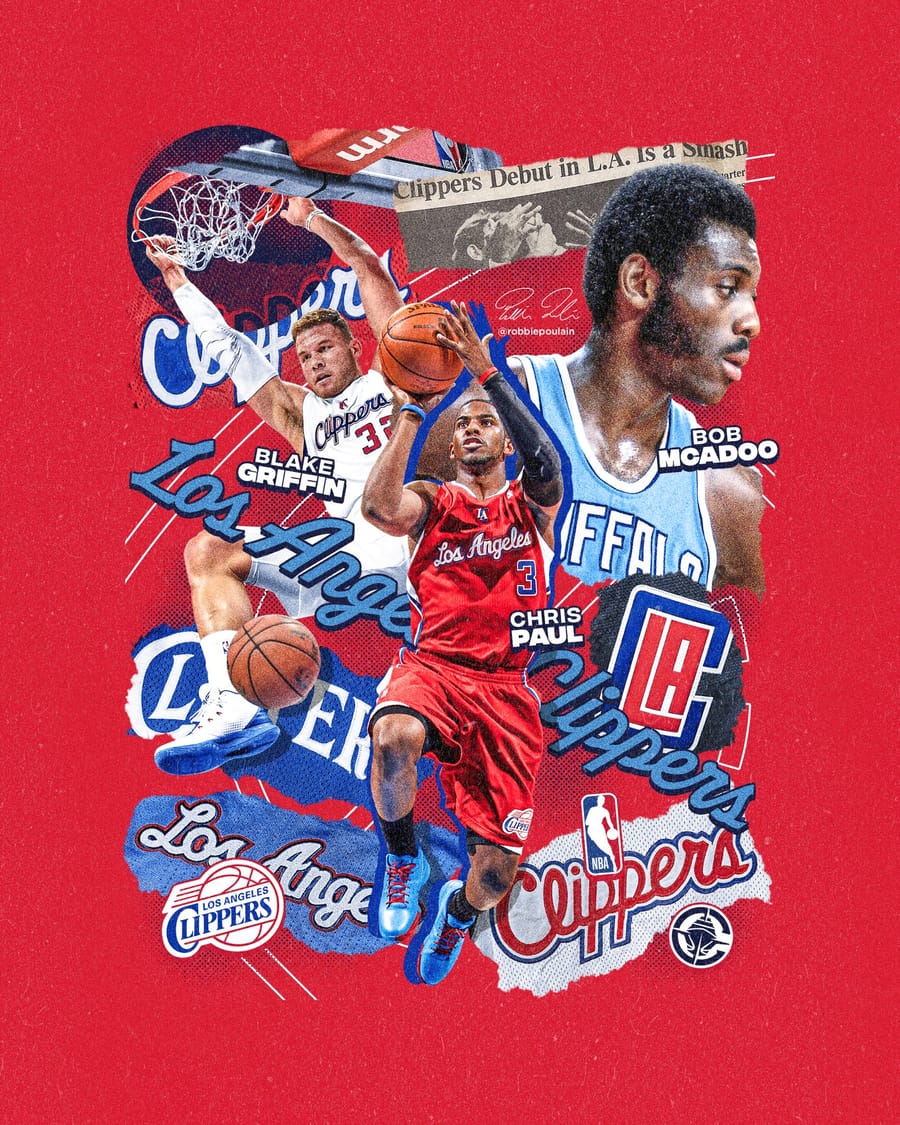 Clippers Debut in L.A. Is a Smash
Clippers
@robbiepoulain
Clippers
32
BLAKE
GRIFFIN
BOB
MCADOO
Los Angeles
BUFFALO
Los Angeles
3
CHRIS
PAUL
LA
Clippers
NBA
Los Angeles
Clippers
LOS ANGELES
CLIPPERS